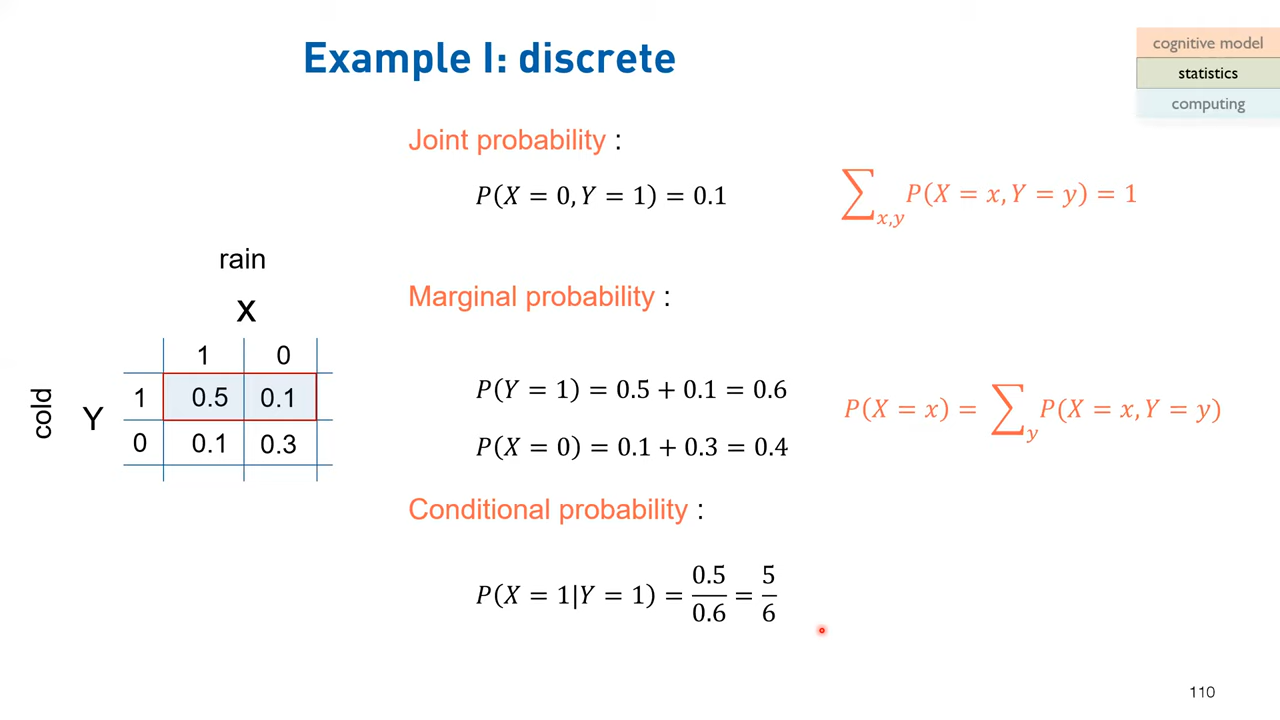 Example I: discrete
cognitive model
statistics
computing
Joint probability :
P(X = 0, Y = 1) = 0.1
∑x,y P(X = x, Y = y) = 1
rain
X
1 0
cold
Y
1 0.5 0.1
0 0.1 0.3
Marginal probability :
P(Y = 1) = 0.5 + 0.1 = 0.6
P(X = 0) = 0.1 + 0.3 = 0.4
P(X = x) = ∑y P(X = x, Y = y)
Conditional probability :
P(X = 1|Y = 1) = 0.5/0.6 = 5/6
110